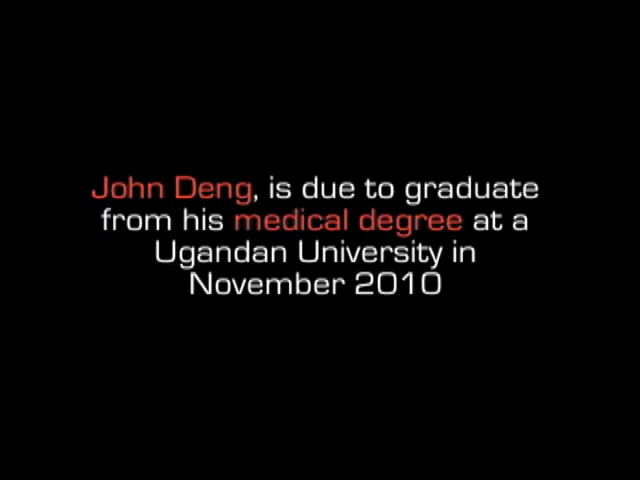 John Deng, is due to graduate
from his medical degree at a
Ugandan University in
November 2010